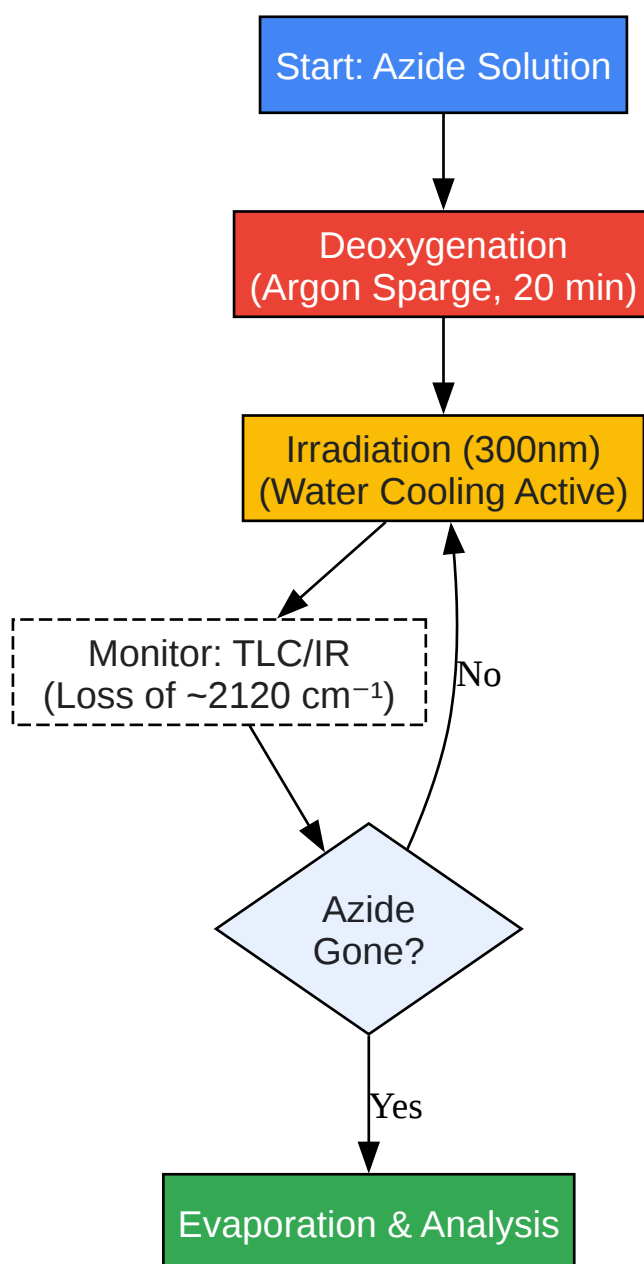 Start: Azide Solution
Deoxygenation
(Argon Sparge, 20 min)
Irradiation (300nm)
(Water Cooling Active)
Monitor: TLC/IR
(Loss of ~2120 cm⁻¹)
No
Azide
Gone?
Yes
Evaporation & Analysis